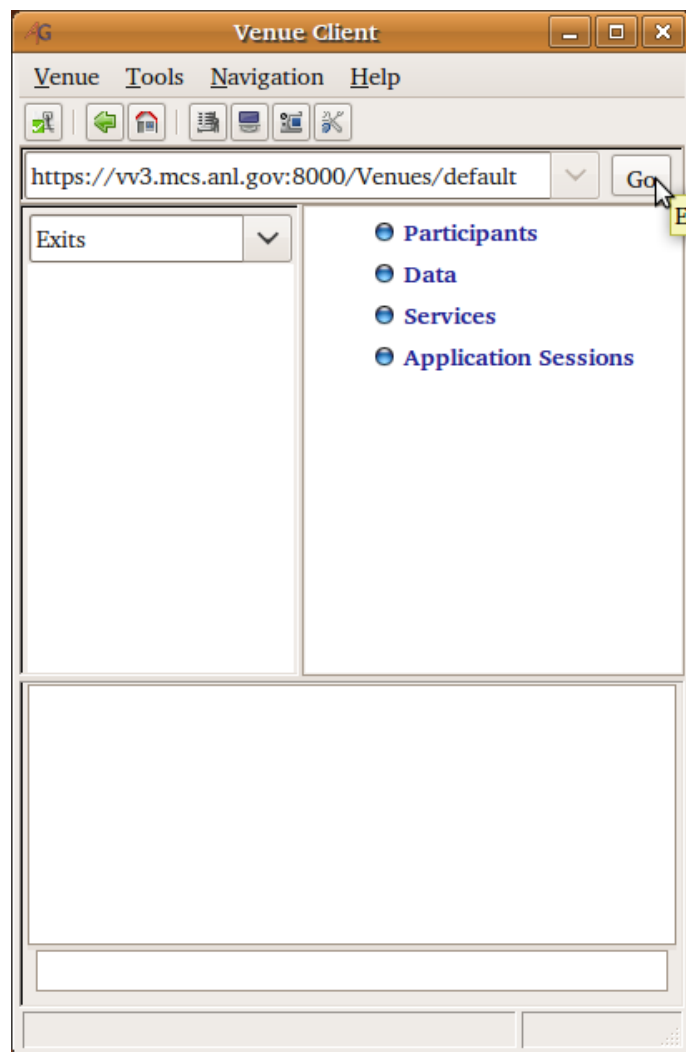 AG Venue Client
Venue Tools Navigation Help
https://vv3.mcs.anl.gov:8000/Venues/default Go
E
Exits
Participants
Data
Services
Application Sessions